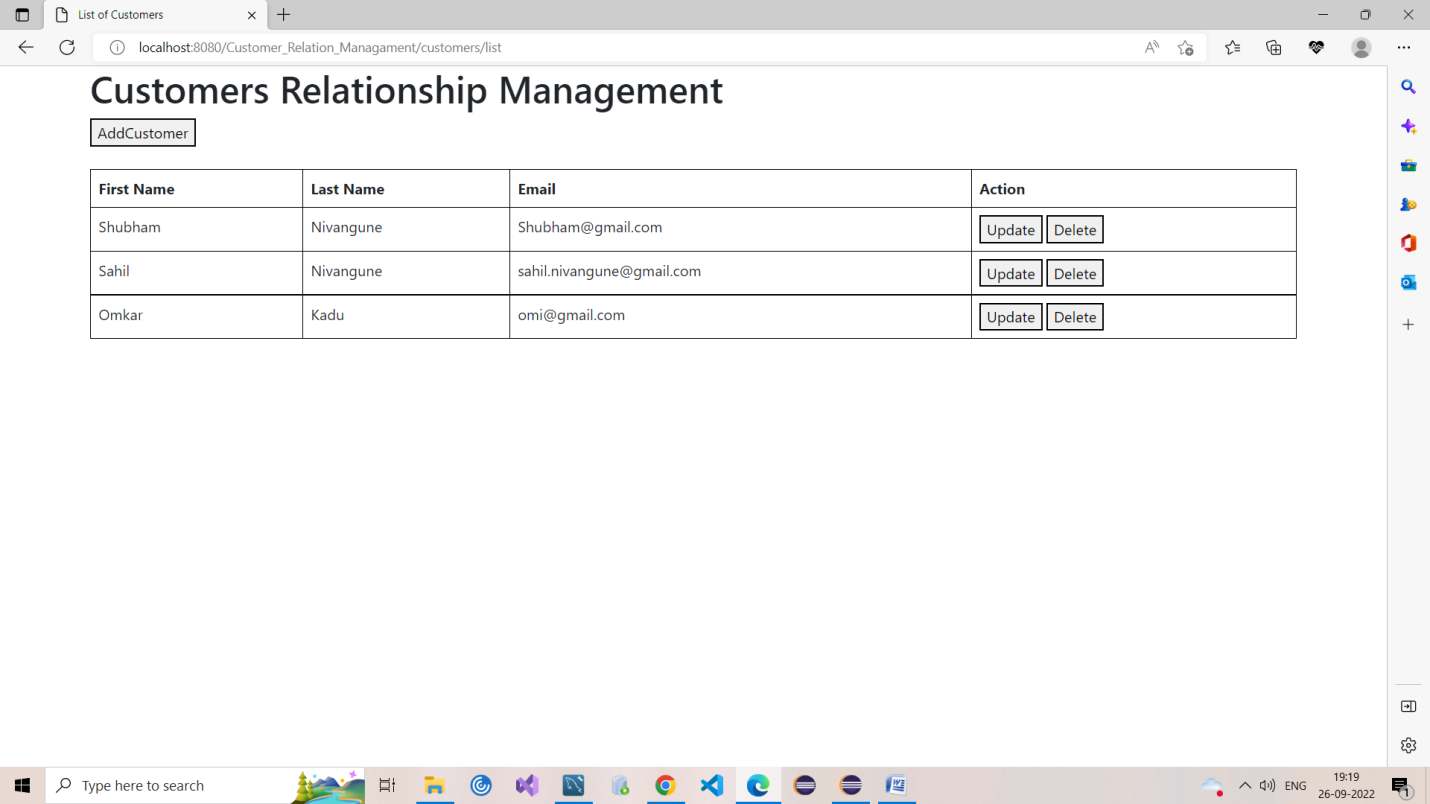 List of Customers
localhost:8080/Customer_Relation_Managament/customers/list
Customers Relationship Management
AddCustomer
First Name Last Name Email Action
Shubham Nivangune Shubham@gmail.com Update Delete
Sahil Nivangune sahil.nivangune@gmail.com Update Delete
Omkar Kadu omi@gmail.com Update Delete
Type here to search
ENG
19:19
26-09-2022
1